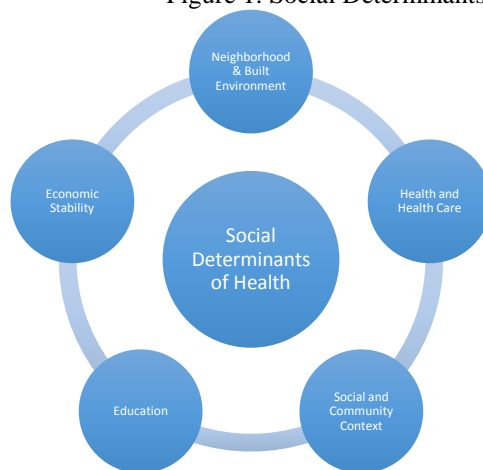 Figure 1. Social Determinants
Neighborhood
& Built
Environment
Economic
Stability
Health and
Health Care
Social
Determinants
of Health
Education
Social and
Community
Context